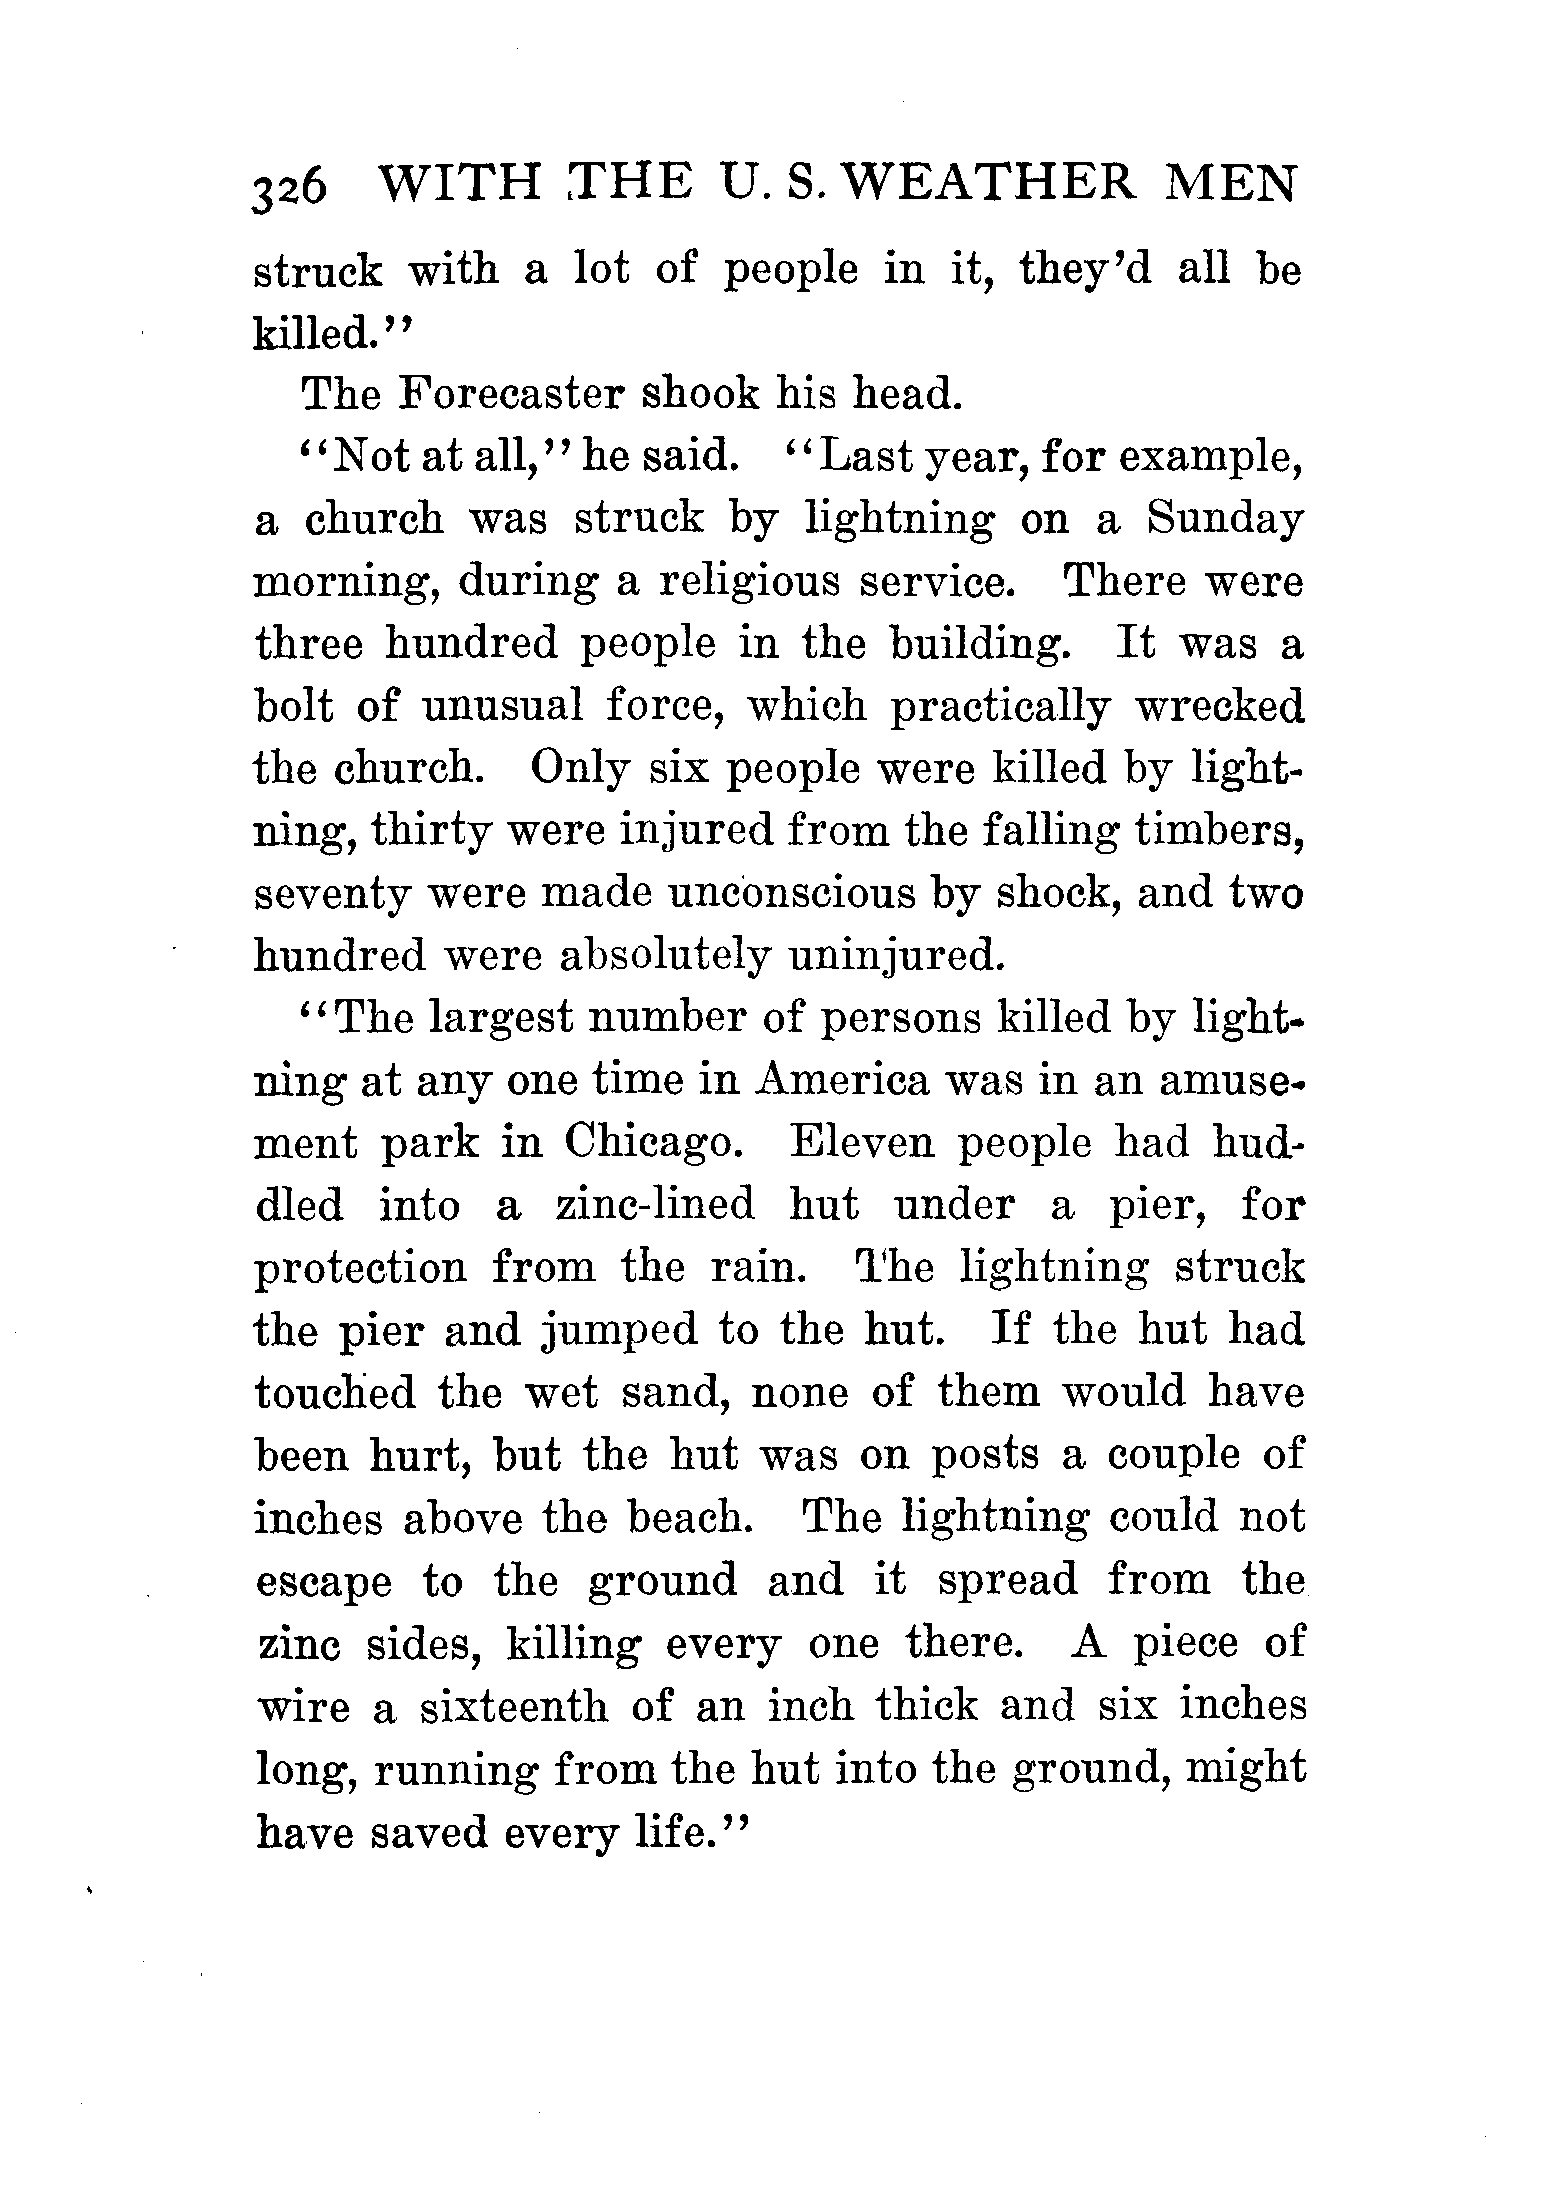 326 WITH THE U. S. WEATHER MEN
struck with a lot of people in it, they'd all be
killed."
The Forecaster shook his head.
"Not at all," he said. "Last year, for example,
a church was struck by lightning on a Sunday
morning, during a religious service. There were
three hundred people in the building. It was a
bolt of unusual force, which practically wrecked
the church. Only six people were killed by light-
ning, thirty were injured from the falling timbers,
seventy were made unconscious by shock, and two
hundred were absolutely uninjured.
"The largest number of persons killed by light-
ning at any one time in America was in an amuse-
ment park in Chicago. Eleven people had hud-
dled into a zinc-lined hut under a pier, for
protection from the rain. The lightning struck
the pier and jumped to the hut. If the hut had
touched the wet sand, none of them would have
been hurt, but the hut was on posts a couple of
inches above the beach. The lightning could not
escape to the ground and it spread from the
zinc sides, killing every one there. A piece of
wire a sixteenth of an inch thick and six inches
long, running from the hut into the ground, might
have saved every life."